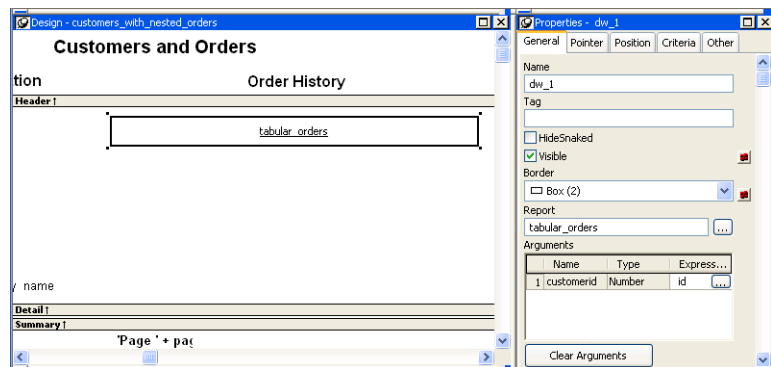 Design - customers_with_nested_orders
Customers and Orders
tion
Order History
Header ↑
tabular_orders
name
Detail ↑
Summary ↑
'Page ' + pag
Properties - dw_1
General Pointer Position Criteria Other
Name
dw_1
Tag
HideSnaked
Visible
Border
Box (2)
Report
tabular_orders
...
Arguments
Name Type Express...
1 customerid Number id ...
Clear Arguments